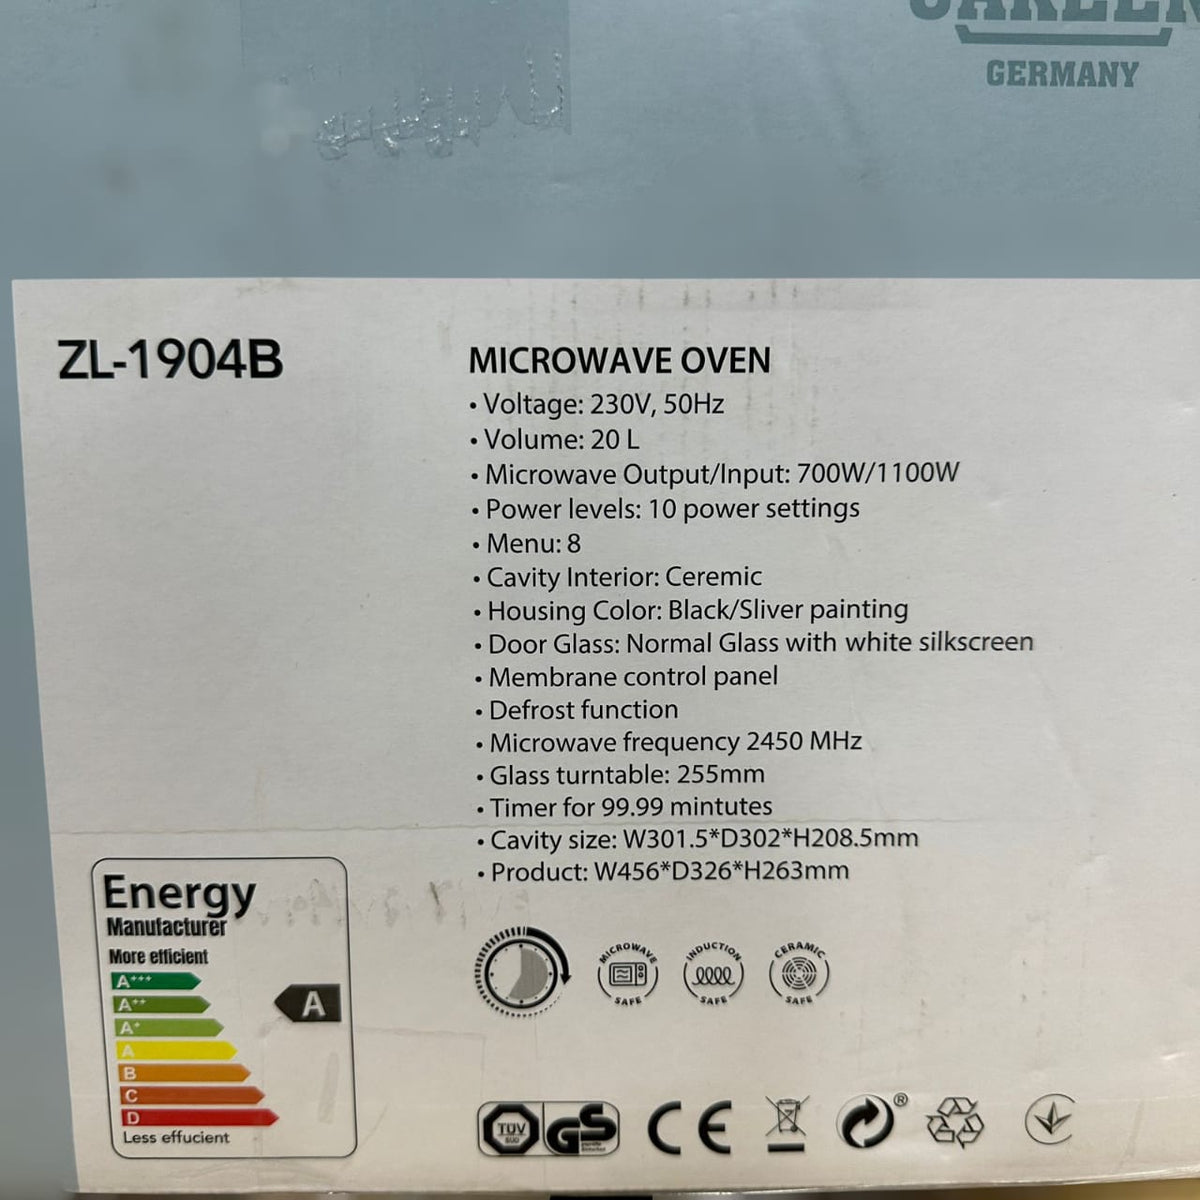 GERMANY
ZL-1904B
MICROWAVE OVEN
• Voltage: 230V, 50Hz
• Volume: 20 L
• Microwave Output/Input: 700W/1100W
• Power levels: 10 power settings
• Menu: 8
• Cavity Interior: Ceremic
• Housing Color: Black/Sliver painting
• Door Glass: Normal Glass with white silkscreen
• Membrane control panel
• Defrost function
• Microwave frequency 2450 MHz
• Glass turntable: 255mm
• Timer for 99.99 mintutes
• Cavity size: W301.5*D302*H208.5mm
• Product: W456*D326*H263mm
Energy
Manufacturer
More efficient
A+++
A++
A+
A
B
C
D
A
Less effucient
MICROWAVE SAFE
INDUCTION SAFE
CERAMIC SAFE
TÜV
SÜD
GS
CE
®